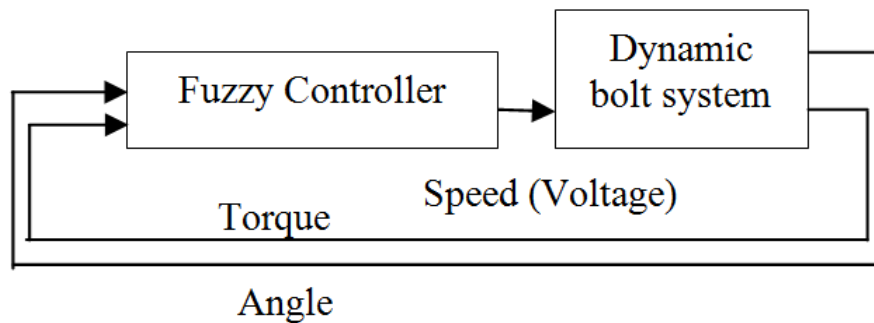 Fuzzy Controller
Dynamic
bolt system
Speed (Voltage)
Torque
Angle